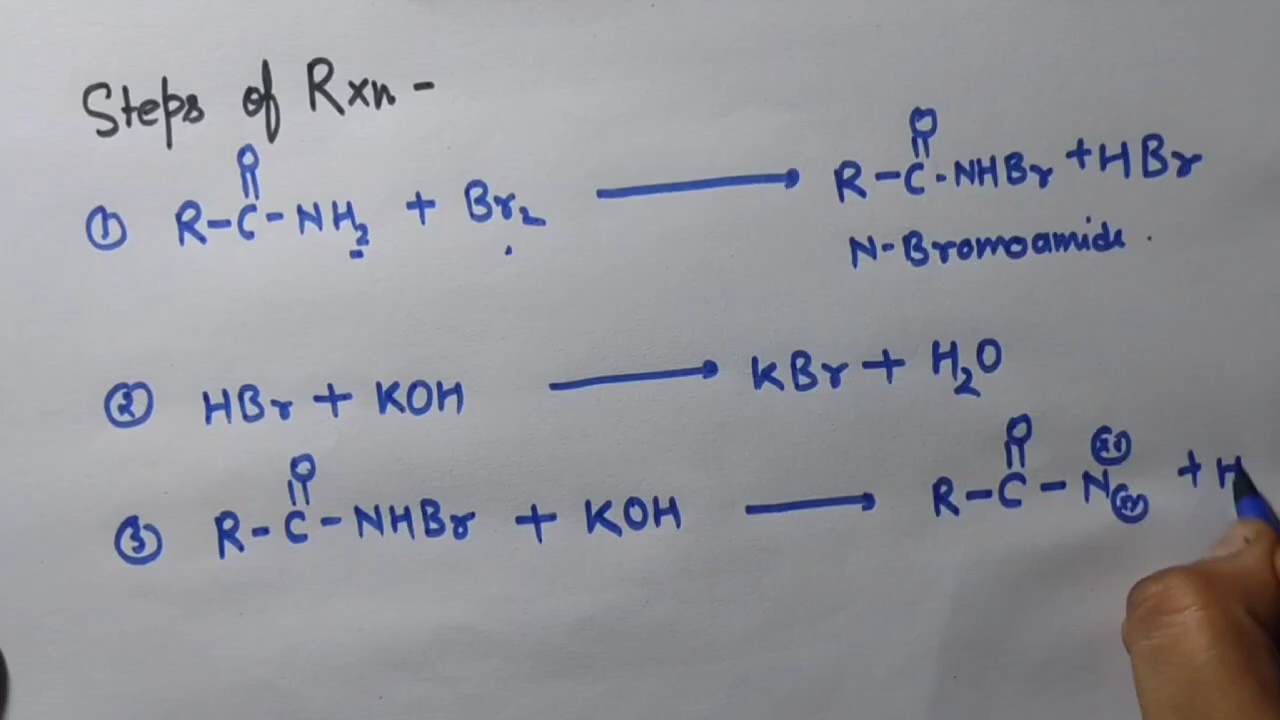 Steps of Rxn -
O O
① R-C-NH₂ + Br₂ ⟶ R-C-NHBr + HBr
N-Bromoamide.
② HBr + KOH ⟶ KBr + H₂O
O O
③ R-C-NHBr + KOH ⟶ R-C-N + H